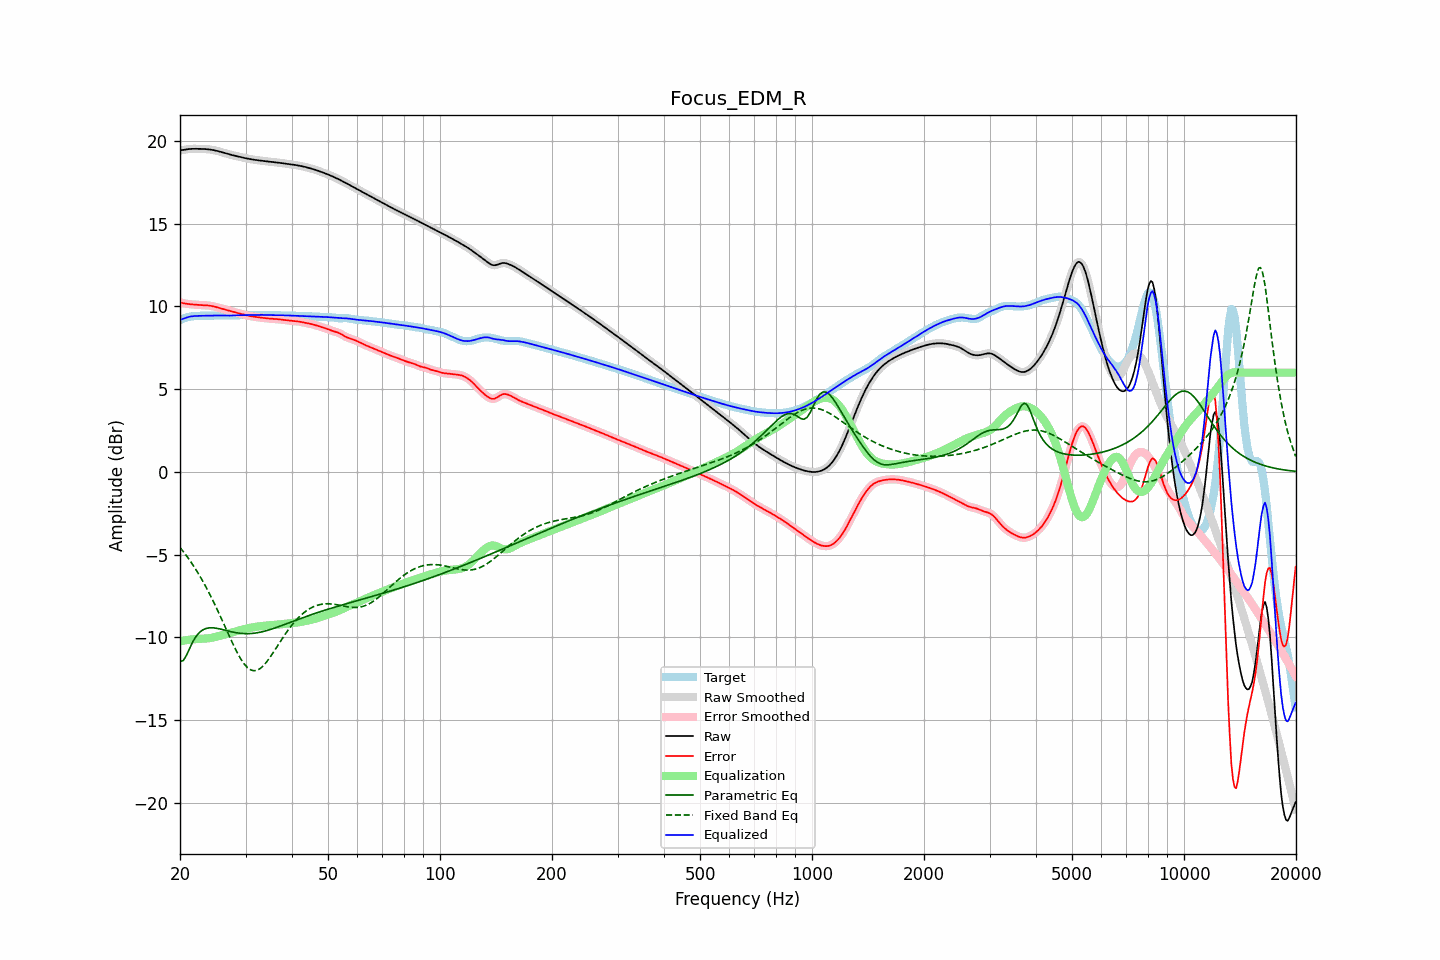 Focus_EDM_R
Amplitude (dBr)
20
15
10
5
0
−5
−10
−15
−20
Target
Raw Smoothed
Error Smoothed
Raw
Error
Equalization
Parametric Eq
Fixed Band Eq
Equalized
20 50 100 200 500 1000 2000 5000 10000 20000
Frequency (Hz)